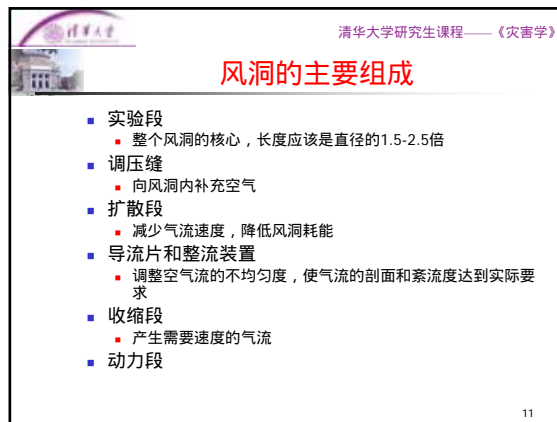 清华大学
清华大学研究生课程——《灾害学》
风洞的主要组成
实验段
整个风洞的核心，长度应该是直径的1.5-2.5倍
调压缝
向风洞内补充空气
扩散段
减少气流速度，降低风洞耗能
导流片和整流装置
调整空气流的不均匀度，使气流的剖面和紊流度达到实际要
求
收缩段
产生需要速度的气流
动力段
11